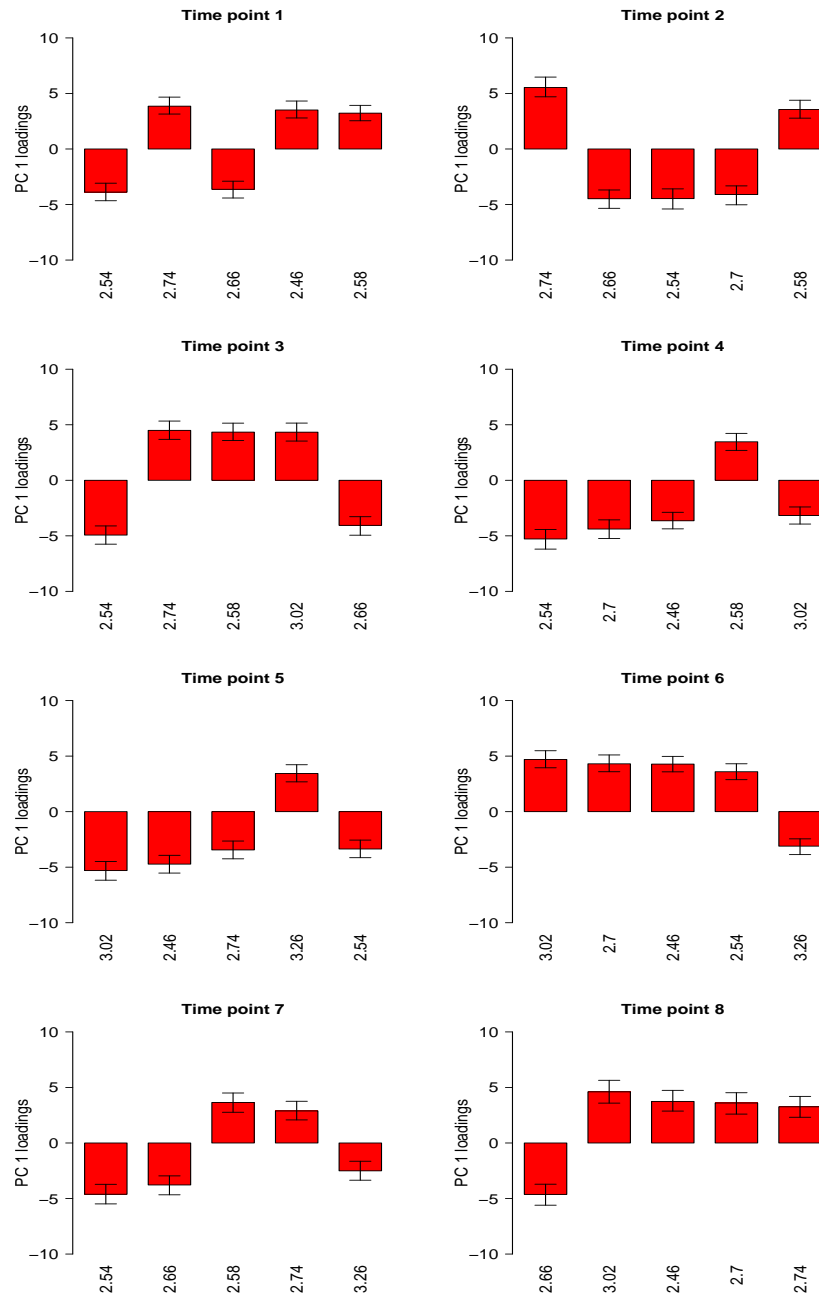 Time point 1
PC 1 loadings
10
5
0
−5
−10
2.54 2.74 2.66 2.46 2.58
Time point 2
PC 1 loadings
10
5
0
−5
−10
2.74 2.66 2.54 2.7 2.58
Time point 3
PC 1 loadings
10
5
0
−5
−10
2.54 2.74 2.58 3.02 2.66
Time point 4
PC 1 loadings
10
5
0
−5
−10
2.54 2.7 2.46 2.58 3.02
Time point 5
PC 1 loadings
10
5
0
−5
−10
3.02 2.46 2.74 3.26 2.54
Time point 6
PC 1 loadings
10
5
0
−5
−10
3.02 2.7 2.46 2.54 3.26
Time point 7
PC 1 loadings
10
5
0
−5
−10
2.54 2.66 2.58 2.74 3.26
Time point 8
PC 1 loadings
10
5
0
−5
−10
2.66 3.02 2.46 2.7 2.74